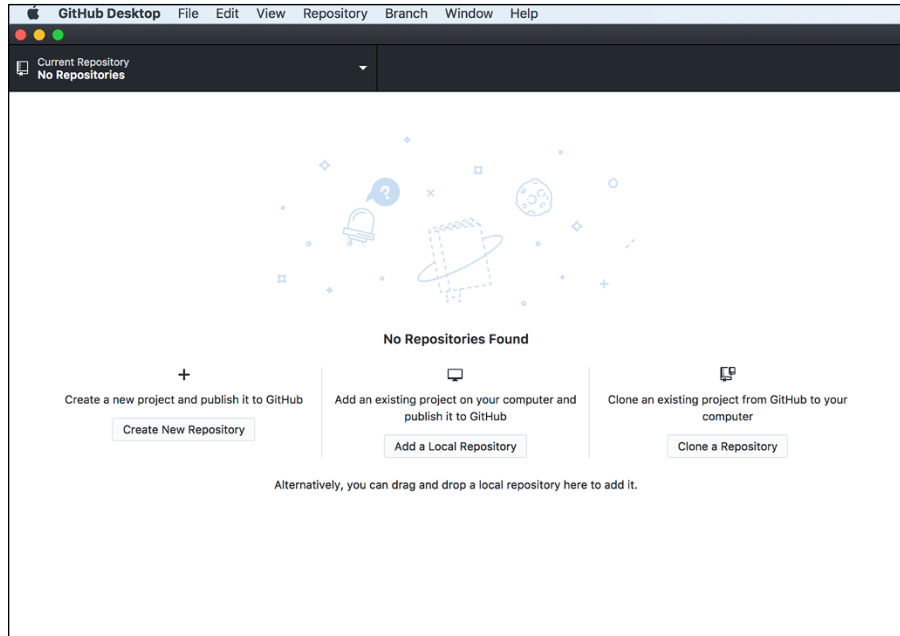 GitHub Desktop File Edit View Repository Branch Window Help
Current Repository
No Repositories
?
No Repositories Found
Create a new project and publish it to GitHub
Create New Repository
Add an existing project on your computer and
publish it to GitHub
Add a Local Repository
Clone an existing project from GitHub to your
computer
Clone a Repository
Alternatively, you can drag and drop a local repository here to add it.